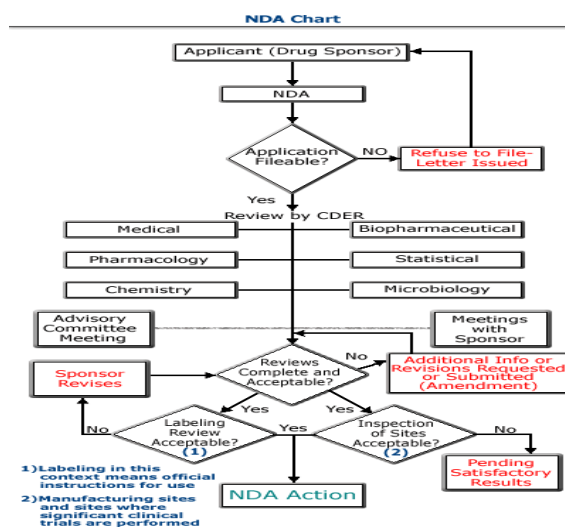 NDA Chart
Applicant (Drug Sponsor)
NDA
Application
Fileable?
NO
Refuse to File-
Letter Issued
Yes
Review by CDER
Medical
Biopharmaceutical
Pharmacology
Statistical
Chemistry
Microbiology
Advisory
Committee
Meeting
Meetings
with
Sponsor
Reviews
Complete and
Acceptable?
No
Additional Info or
Revisions Requested
or Submitted
(Amendment)
Sponsor
Revises
Yes
Yes
No
Labeling
Review
Acceptable?
(1)
Yes
Inspection
of Sites
Acceptable?
(2)
No
Pending
Satisfactory
Results
NDA Action
1)Labeling in this
context means official
instructions for use
2)Manufacturing sites
and sites where
significant clinical
trials are performed